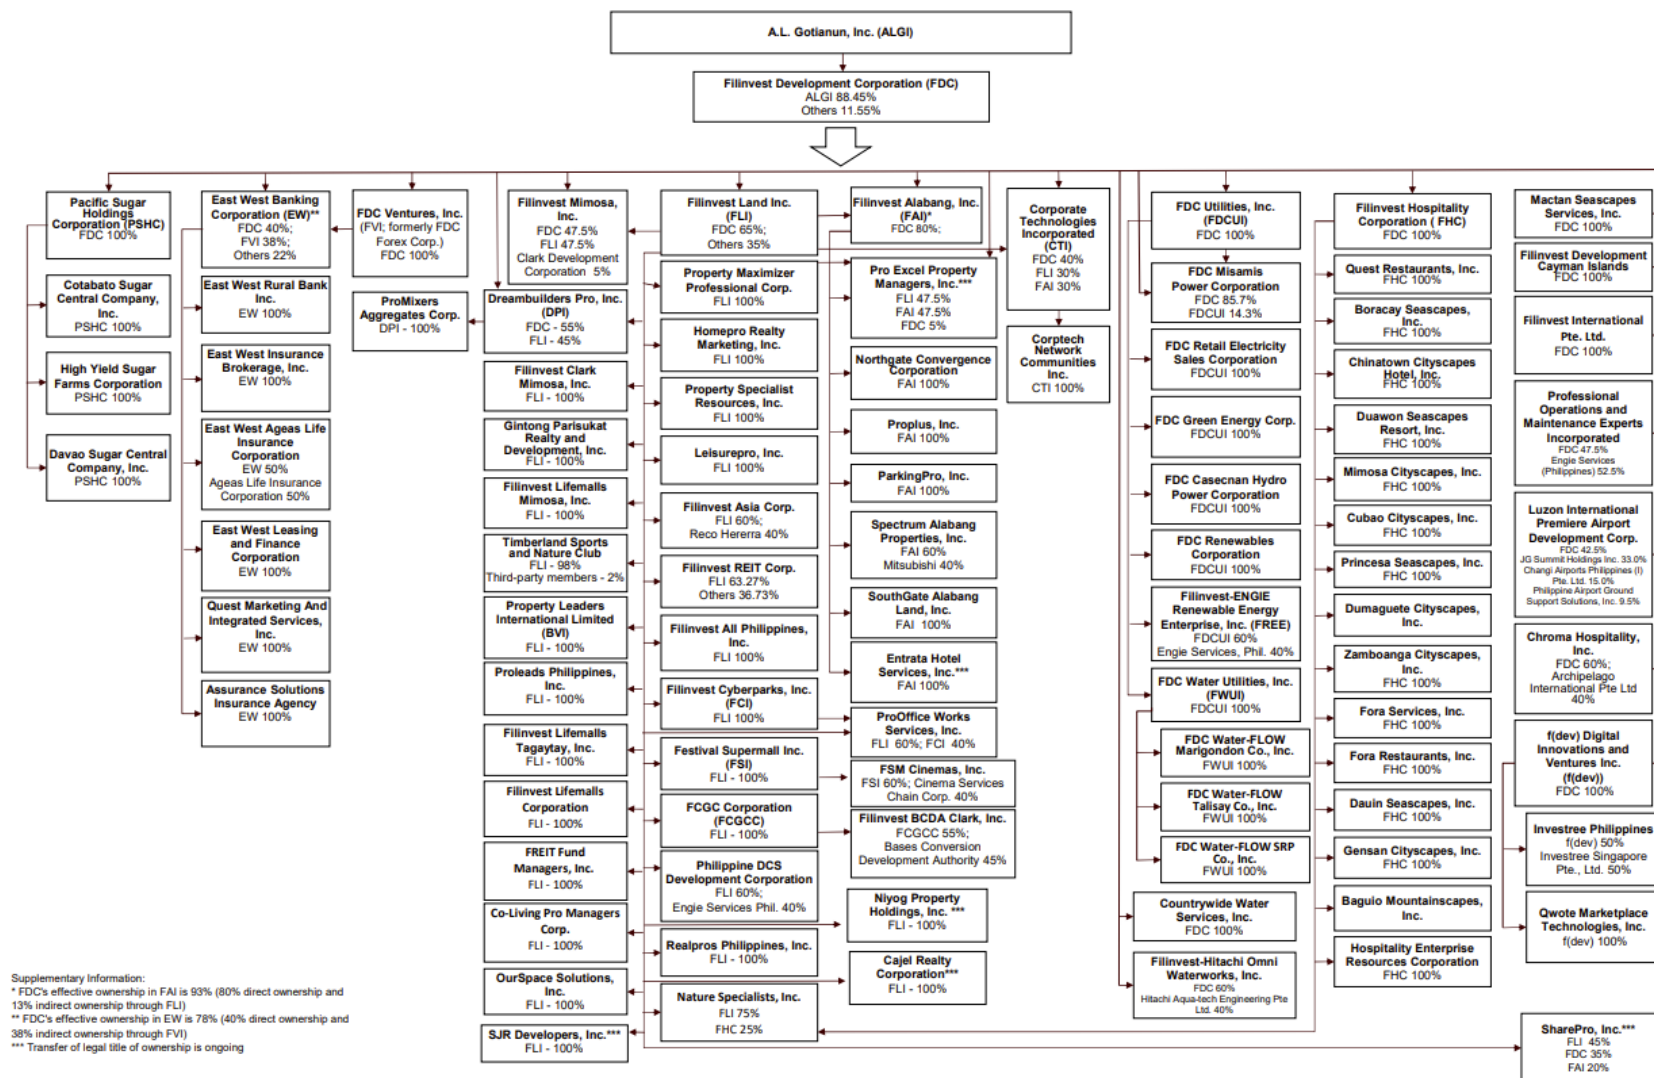 A.L. Gotianun, Inc. (ALGI)
Filinvest Development Corporation (FDC)
ALGI 88.45%
Others 11.55%
Pacific Sugar
Holdings
Corporation (PSHC)
FDC 100%
Cotabato Sugar
Central Company,
Inc.
PSHC 100%
High Yield Sugar
Farms Corporation
PSHC 100%
Davao Sugar Central
Company, Inc.
PSHC 100%
East West Banking
Corporation (EW)**
FDC 40%;
FVI 38%;
Others 22%
East West Rural Bank
Inc.
EW 100%
East West Insurance
Brokerage, Inc.
EW 100%
East West Ageas Life
Insurance
Corporation
EW 50%
Ageas Life Insurance
Corporation 50%
East West Leasing
and Finance
Corporation
EW 100%
Quest Marketing And
Integrated Services,
Inc.
EW 100%
Assurance Solutions
Insurance Agency
EW 100%
FDC Ventures, Inc.
(FVI; formerly FDC
Forex Corp.)
FDC 100%
ProMixers
Aggregates Corp.
DPI - 100%
Filinvest Mimosa,
Inc.
FDC 47.5%
FLI 47.5%
Clark Development
Corporation 5%
Dreambuilders Pro, Inc.
(DPI)
FDC - 55%
FLI - 45%
Filinvest Clark
Mimosa, Inc.
FLI - 100%
Gintong Parisukat
Realty and
Development, Inc.
FLI - 100%
Filinvest Lifemalls
Mimosa, Inc.
FLI - 100%
Timberland Sports
and Nature Club
FLI - 98%
Third-party members - 2%
Property Leaders
International Limited
(BVI)
FLI - 100%
Proleads Philippines,
Inc.
FLI - 100%
Filinvest Lifemalls
Tagaytay, Inc.
FLI - 100%
Filinvest Lifemalls
Corporation
FLI - 100%
FREIT Fund
Managers, Inc.
FLI - 100%
Co-Living Pro Managers
Corp.
FLI - 100%
OurSpace Solutions,
Inc.
FLI - 100%
SJR Developers, Inc.***
FLI - 100%
Filinvest Land Inc.
(FLI)
FDC 65%;
Others 35%
Property Maximizer
Professional Corp.
FLI 100%
Homepro Realty
Marketing, Inc.
FLI 100%
Property Specialist
Resources, Inc.
FLI 100%
Leisurepro, Inc.
FLI 100%
Filinvest Asia Corp.
FLI 60%;
Reco Hererra 40%
Filinvest REIT Corp.
FLI 63.27%
Others 36.73%
Filinvest All Philippines,
Inc.
FLI 100%
Filinvest Cyberparks, Inc.
(FCI)
FLI 100%
Festival Supermall Inc.
(FSI)
FLI - 100%
FCGC Corporation
(FCGCC)
FLI - 100%
Philippine DCS
Development Corporation
FLI 60%;
Engie Services Phil. 40%
Realpros Philippines, Inc.
FLI - 100%
Nature Specialists, Inc.
FLI 75%
FHC 25%
Filinvest Alabang, Inc.
(FAI)*
FDC 80%;
Pro Excel Property
Managers, Inc.***
FLI 47.5%
FAI 47.5%
FDC 5%
Northgate Convergence
Corporation
FAI 100%
Proplus, Inc.
FAI 100%
ParkingPro, Inc.
FAI 100%
Spectrum Alabang
Properties, Inc.
FAI 60%
Mitsubishi 40%
SouthGate Alabang
Land, Inc.
FAI 100%
Entrata Hotel
Services, Inc.***
FAI 100%
ProOffice Works
Services, Inc.
FLI 60%; FCI 40%
FSM Cinemas, Inc.
FSI 60%; Cinema Services
Chain Corp. 40%
Filinvest BCDA Clark, Inc.
FCGCC 55%;
Bases Conversion
Development Authority 45%
Niyog Property
Holdings, Inc. ***
FLI - 100%
Cajel Realty
Corporation***
FLI - 100%
Corporate
Technologies
Incorporated
(CTI)
FDC 40%
FLI 30%
FAI 30%
Corptech
Network
Communities
Inc.
CTI 100%
FDC Utilities, Inc.
(FDCUI)
FDC 100%
FDC Misamis
Power Corporation
FDC 85.7%
FDCUI 14.3%
FDC Retail Electricity
Sales Corporation
FDCUI 100%
FDC Green Energy Corp.
FDCUI 100%
FDC Casecnan Hydro
Power Corporation
FDCUI 100%
FDC Renewables
Corporation
FDCUI 100%
Filinvest-ENGIE
Renewable Energy
Enterprise, Inc. (FREE)
FDCUI 60%
Engie Services, Phil. 40%
FDC Water Utilities, Inc.
(FWUI)
FDCUI 100%
FDC Water-FLOW
Marigondon Co., Inc.
FWUI 100%
FDC Water-FLOW
Talisay Co., Inc.
FWUI 100%
FDC Water-FLOW SRP
Co., Inc.
FWUI 100%
Countrywide Water
Services, Inc.
FDC 100%
Filinvest-Hitachi Omni
Waterworks, Inc.
FDC 60%
Hitachi Aqua-tech Engineering Pte
Ltd. 40%
Filinvest Hospitality
Corporation ( FHC)
FDC 100%
Quest Restaurants, Inc.
FHC 100%
Boracay Seascapes,
Inc.
FHC 100%
Chinatown Cityscapes
Hotel, Inc.
FHC 100%
Duawon Seascapes
Resort, Inc.
FHC 100%
Mimosa Cityscapes, Inc.
FHC 100%
Cubao Cityscapes, Inc.
FHC 100%
Princesa Seascapes, Inc.
FHC 100%
Dumaguete Cityscapes,
Inc.
Zamboanga Cityscapes,
Inc.
FHC 100%
Fora Services, Inc.
FHC 100%
Fora Restaurants, Inc.
FHC 100%
Dauin Seascapes, Inc.
FHC 100%
Gensan Cityscapes, Inc.
FHC 100%
Baguio Mountainscapes,
Inc.
Hospitality Enterprise
Resources Corporation
FHC 100%
Mactan Seascapes
Services, Inc.
FDC 100%
Filinvest Development
Cayman Islands
FDC 100%
Filinvest International
Pte. Ltd.
FDC 100%
Professional
Operations and
Maintenance Experts
Incorporated
FDC 47.5%
Engie Services
(Philippines) 52.5%
Luzon International
Premiere Airport
Development Corp.
FDC 42.5%
JG Summit Holdings Inc. 33.0%
Changi Airports Philippines (I)
Pte. Ltd. 15.0%
Philippine Airport Ground
Support Solutions, Inc. 9.5%
Chroma Hospitality,
Inc.
FDC 60%;
Archipelago
International Pte Ltd
40%
f(dev) Digital
Innovations and
Ventures Inc.
(f(dev))
FDC 100%
Investree Philippines
f(dev) 50%
Investree Singapore
Pte., Ltd. 50%
Qwote Marketplace
Technologies, Inc.
f(dev) 100%
SharePro, Inc.***
FLI 45%
FDC 35%
FAI 20%
Supplementary Information:
* FDC's effective ownership in FAI is 93% (80% direct ownership and
13% indirect ownership through FLI)
** FDC's effective ownership in EW is 78% (40% direct ownership and
38% indirect ownership through FVI)
*** Transfer of legal title of ownership is ongoing